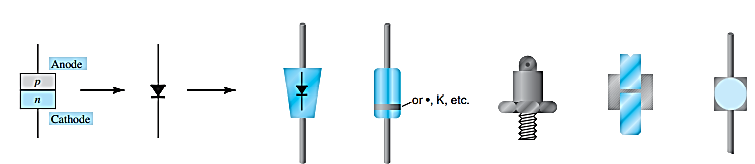 Anode
p
n
Cathode
or •, K, etc.